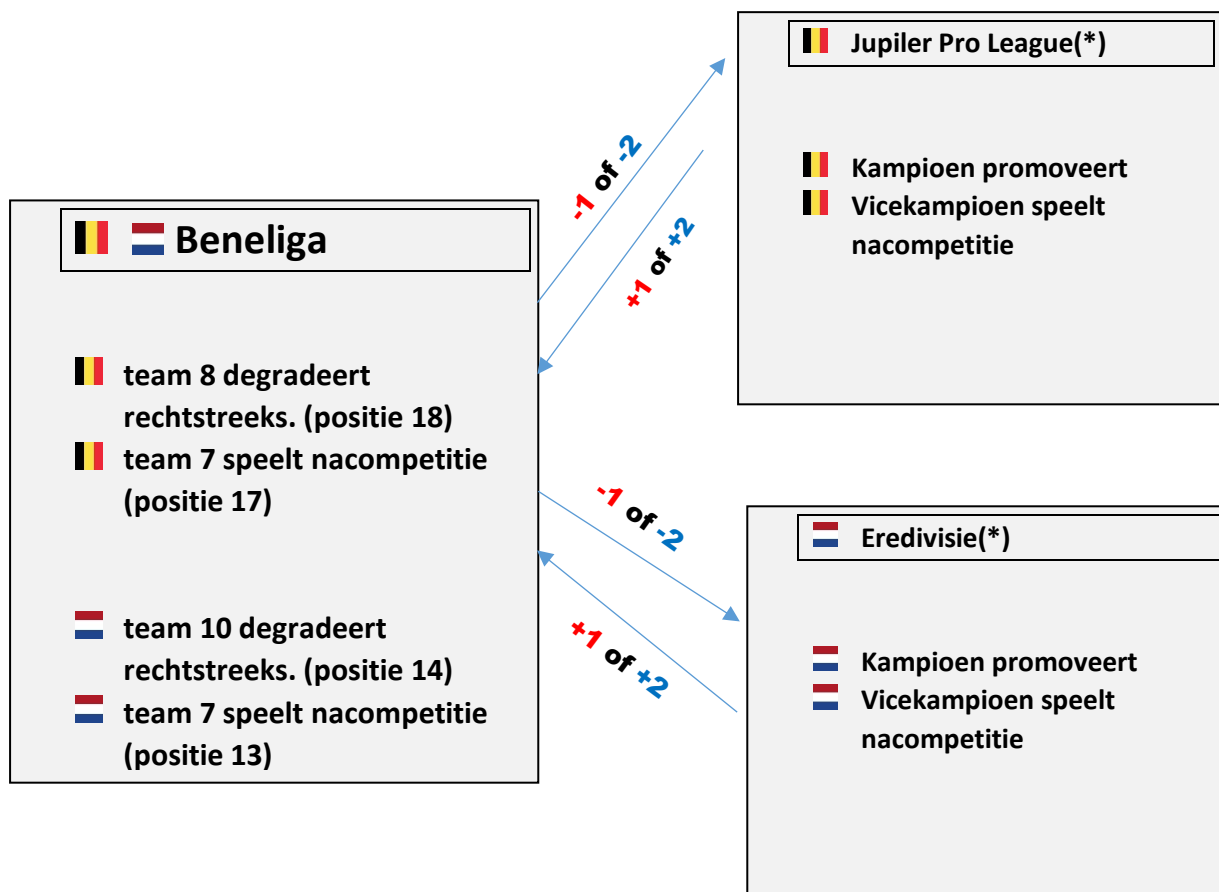 Beneliga
team 8 degradeert
rechtstreeks. (positie 18)
team 7 speelt nacompetitie
(positie 17)
team 10 degradeert
rechtstreeks. (positie 14)
team 7 speelt nacompetitie
(positie 13)
-1 of -2
+1 of +2
-1 of -2
+1 of +2
Jupiler Pro League(*)
Kampioen promoveert
Vicekampioen speelt
nacompetitie
Eredivisie(*)
Kampioen promoveert
Vicekampioen speelt
nacompetitie